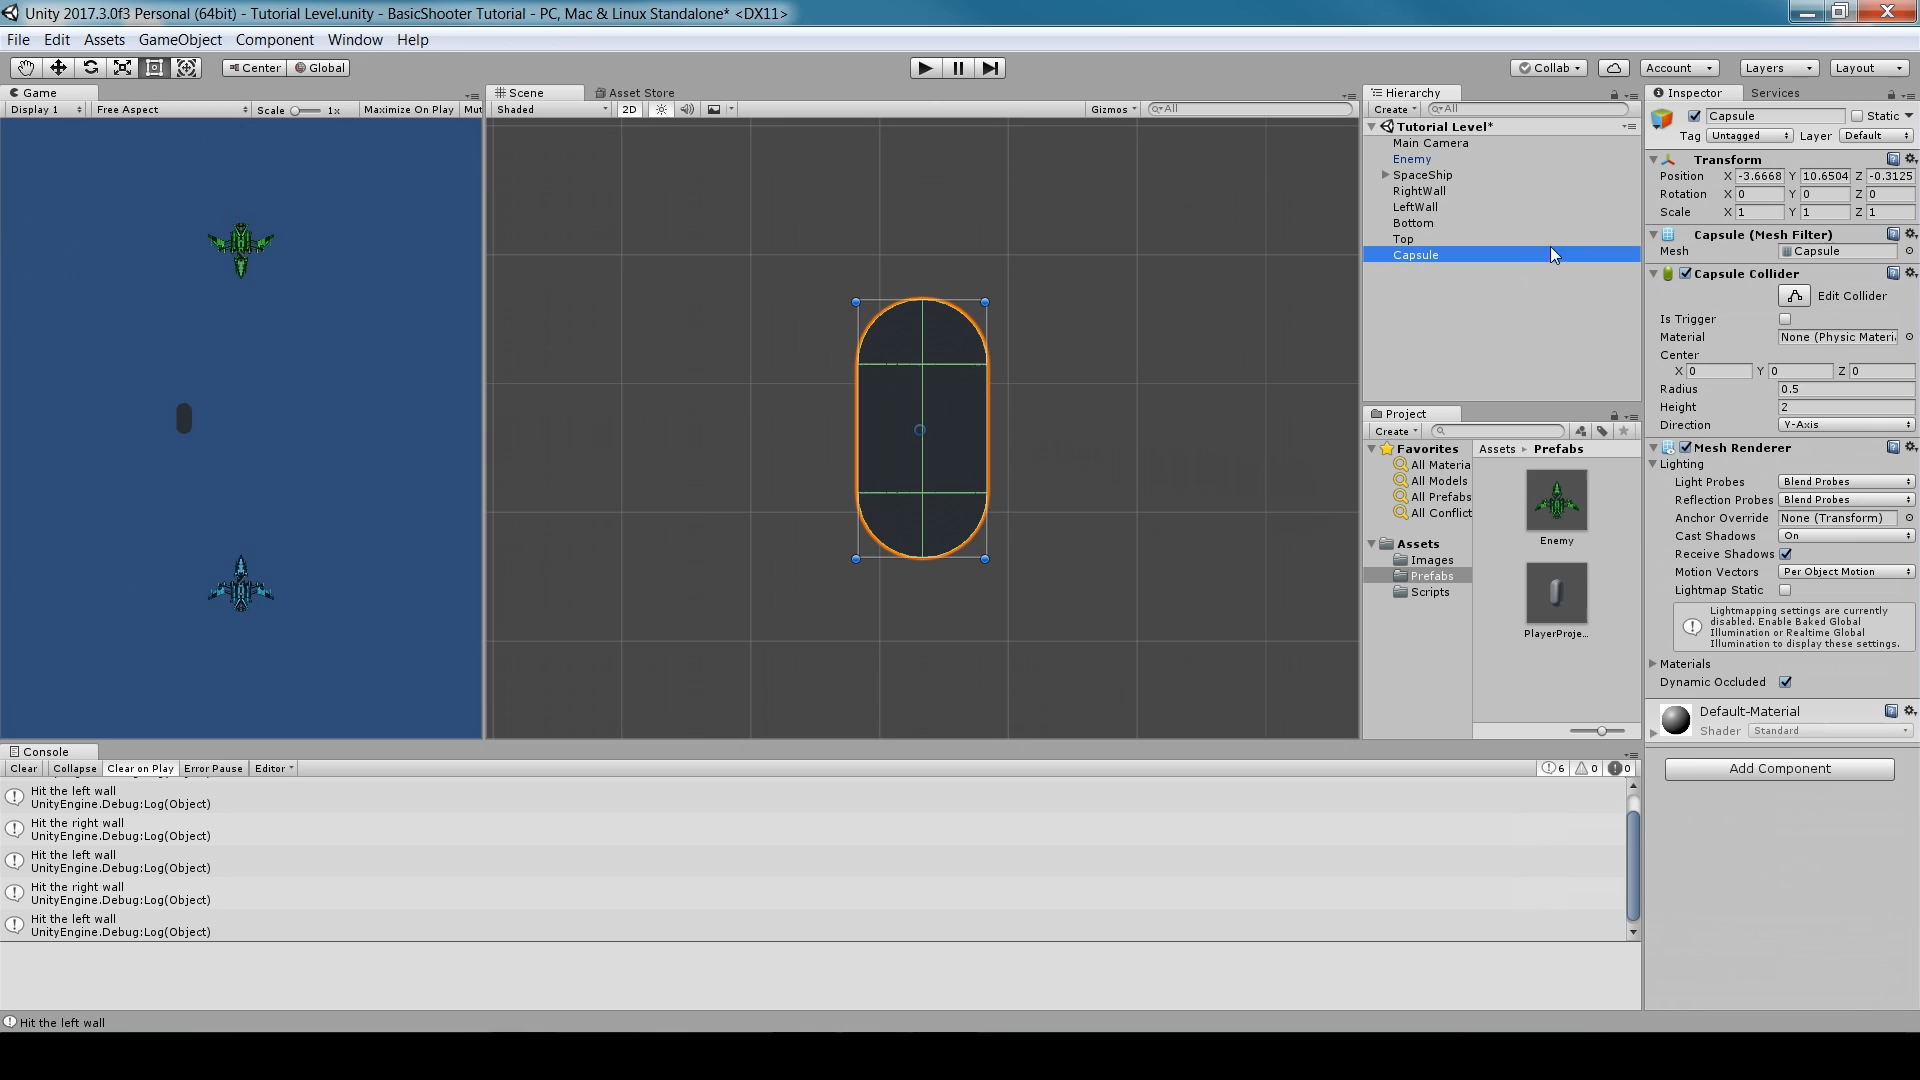 Unity 2017.3.0f3 Personal (64bit) - Tutorial Level.unity - BasicShooter Tutorial - PC, Mac & Linux Standalone* <DX11>
File Edit Assets GameObject Component Window Help
Center Global Collab Account Layers Layout
Game
Display 1 Free Aspect Scale 1x Maximize On Play Mut
Scene Asset Store
Shaded 2D Gizmos All
Hierarchy
Create All
Tutorial Level*
Main Camera
Enemy
SpaceShip
RightWall
LeftWall
Bottom
Top
Capsule
Project
Create
Favorites
All Materia
All Models
All Prefabs
All Conflict
Assets
Images
Prefabs
Scripts
Assets Prefabs
Enemy
PlayerProje...
Inspector Services
Capsule Static
Tag Untagged Layer Default
Transform
Position X -3.6668 Y 10.6504 Z -0.3125
Rotation X 0 Y 0 Z 0
Scale X 1 Y 1 Z 1
Capsule (Mesh Filter)
Mesh Capsule
Capsule Collider
Edit Collider
Is Trigger
Material None (Physic Materi
Center
X 0 Y 0 Z 0
Radius 0.5
Height 2
Direction Y-Axis
Mesh Renderer
Lighting
Light Probes Blend Probes
Reflection Probes Blend Probes
Anchor Override None (Transform)
Cast Shadows On
Receive Shadows
Motion Vectors Per Object Motion
Lightmap Static
Lightmapping settings are currently
disabled. Enable Baked Global
Illumination or Realtime Global
Illumination to display these settings.
Materials
Dynamic Occluded
Default-Material
Shader Standard
Add Component
Console
Clear Collapse Clear on Play Error Pause Editor 6 0 0
Hit the left wall
UnityEngine.Debug:Log(Object)
Hit the right wall
UnityEngine.Debug:Log(Object)
Hit the left wall
UnityEngine.Debug:Log(Object)
Hit the right wall
UnityEngine.Debug:Log(Object)
Hit the left wall
UnityEngine.Debug:Log(Object)
Hit the left wall